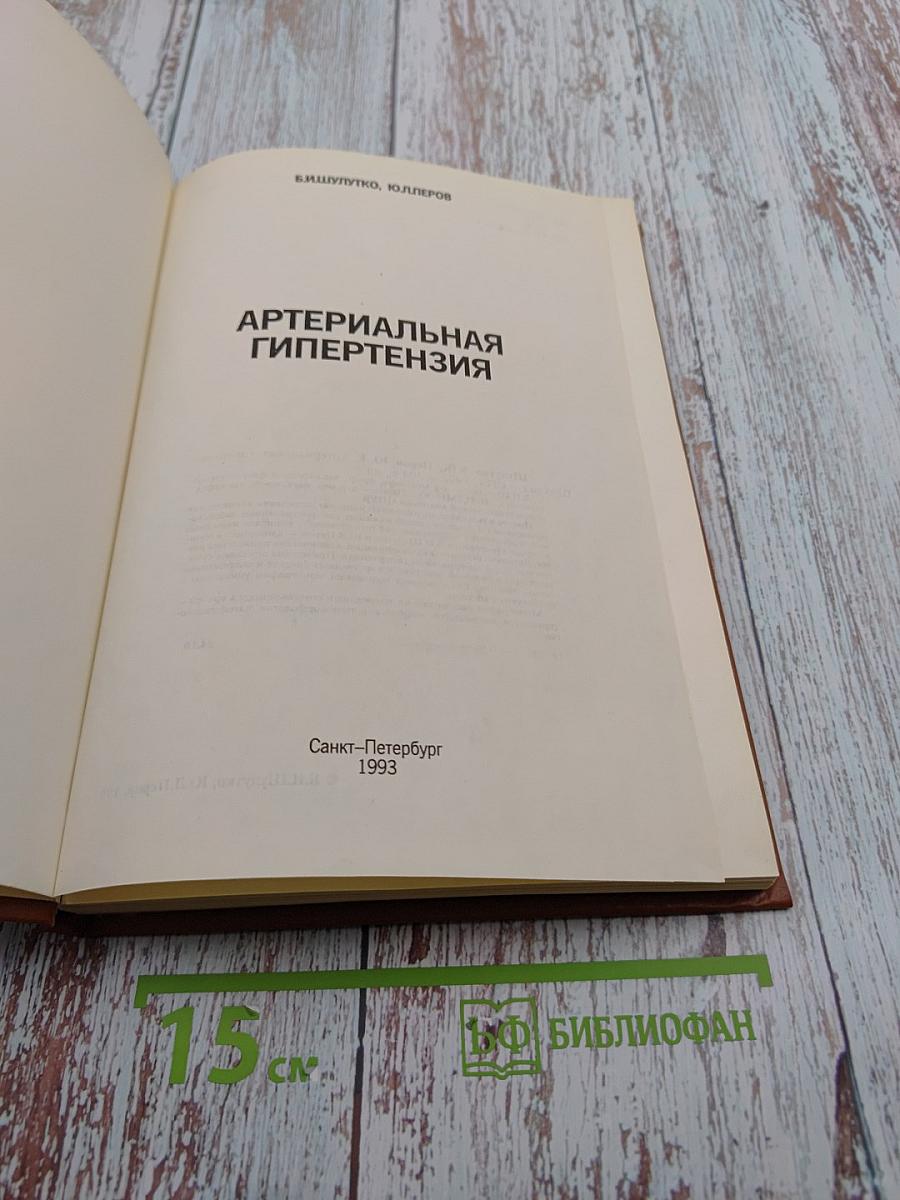 Б.И.ШУЛУТКО, Ю.Л.ПЕРОВ
АРТЕРИАЛЬНАЯ
ГИПЕРТЕНЗИЯ
Санкт–Петербург
1993
15 см
БФ БИБЛИОФАН